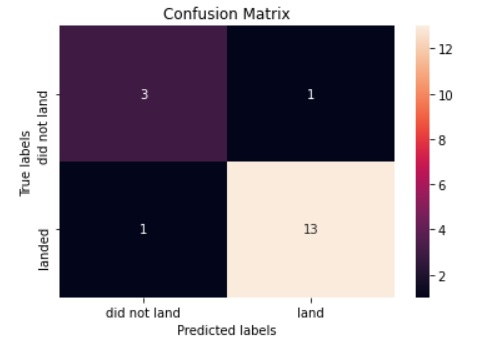 Confusion Matrix
True labels
did not land
landed
3
1
1
13
did not land
land
Predicted labels
12
10
8
6
4
2